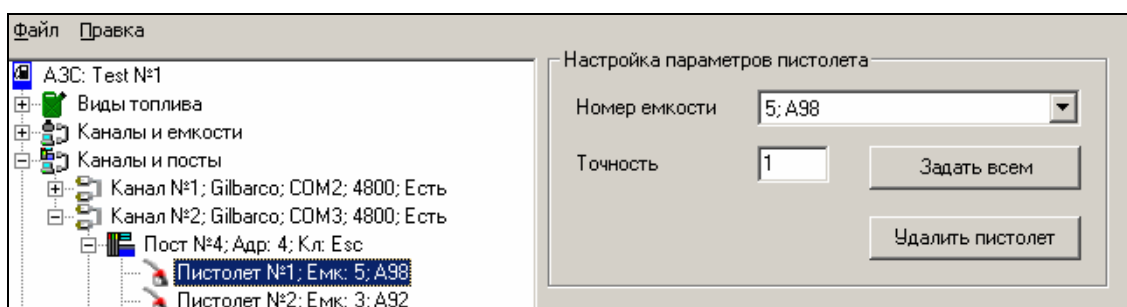 Файл Правка
АЗС: Test №1
Виды топлива
Каналы и емкости
Каналы и посты
Канал №1; Gilbarco; COM2; 4800; Есть
Канал №2; Gilbarco; COM3; 4800; Есть
Пост №4; Адр: 4; Кл: Esc
Пистолет №1; Емк: 5; А98
Пистолет №2; Емк: 3; А92
Настройка параметров пистолета
Номер емкости 5; А98
Точность 1 Задать всем
Удалить пистолет